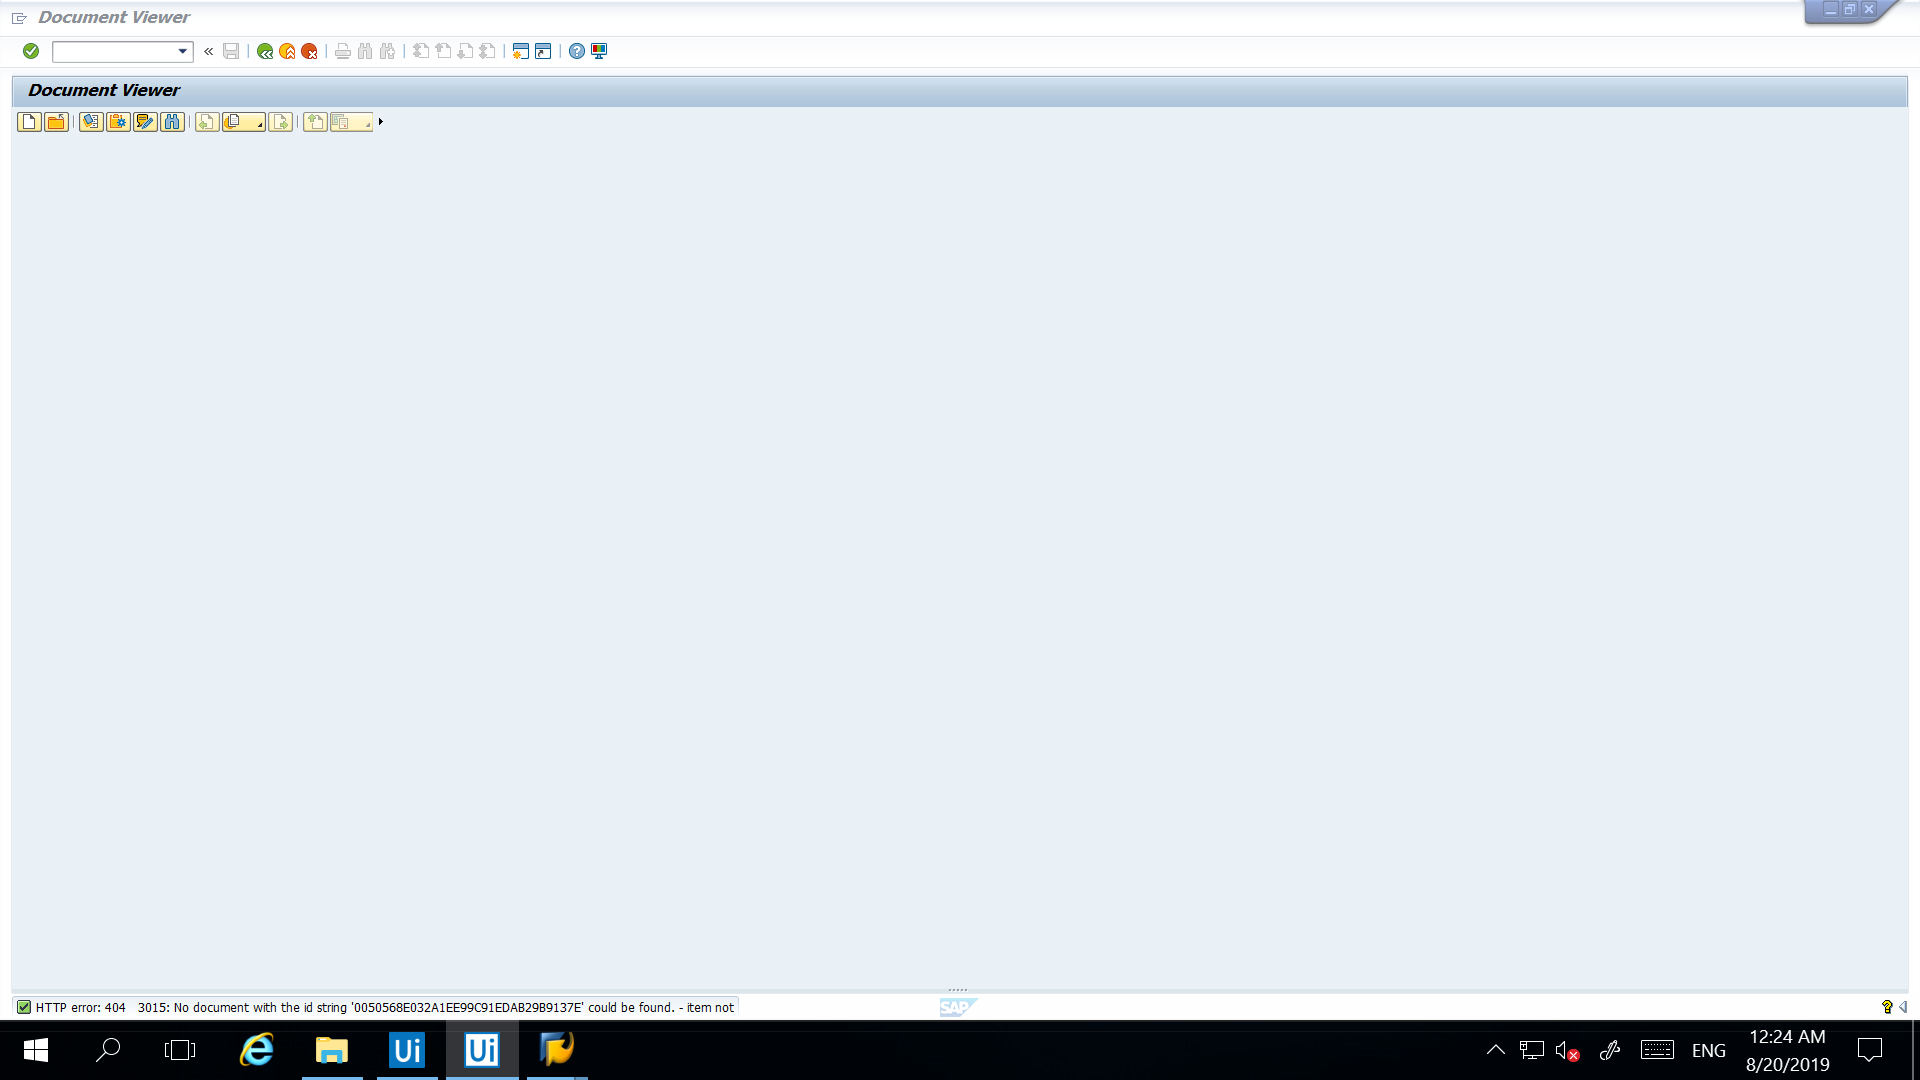 Document Viewer
Document Viewer
HTTP error: 404 3015: No document with the id string '0050568E032A1EE99C91EDAB29B9137E' could be found. - item not
SAP
Ui
Ui
ENG
12:24 AM
8/20/2019